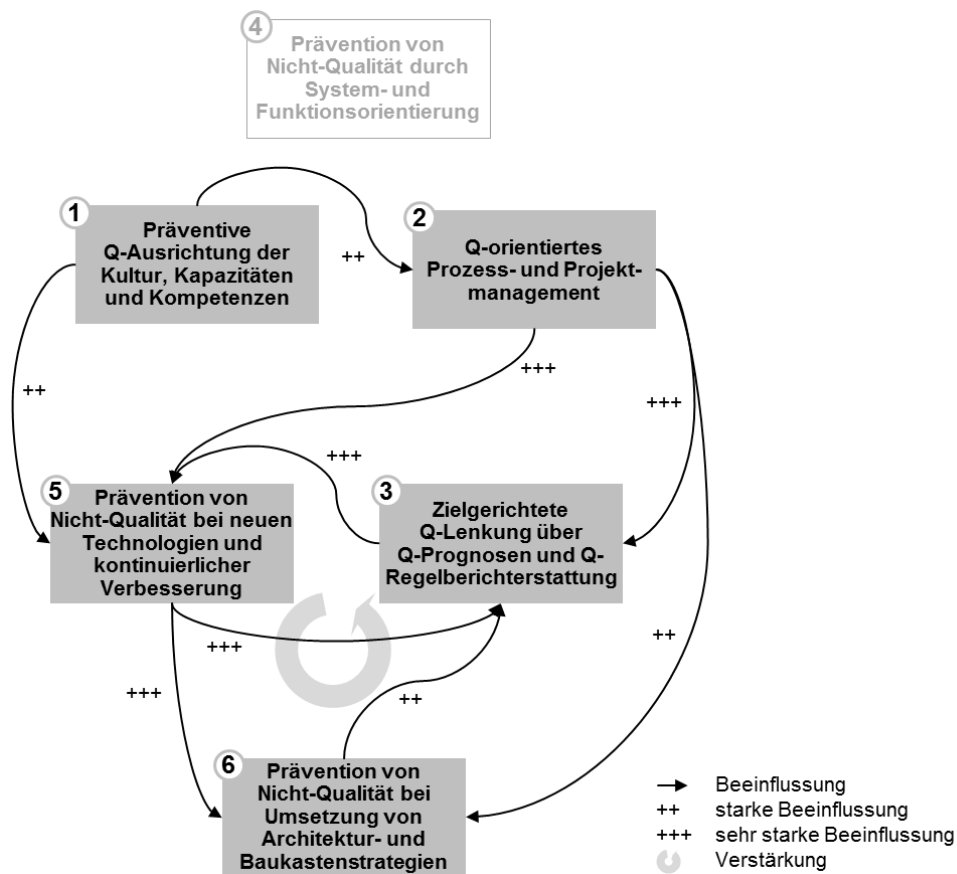 4
Prävention von
Nicht-Qualität durch
System- und
Funktionsorientierung
1
Präventive
Q-Ausrichtung der
Kultur, Kapazitäten
und Kompetenzen
++
2
Q-orientiertes
Prozess- und Projekt-
management
++
+++
+++
+++
5
Prävention von
Nicht-Qualität bei neuen
Technologien und
kontinuierlicher
Verbesserung
3
Zielgerichtete
Q-Lenkung über
Q-Prognosen und Q-
Regelberichterstattung
+++
++
+++
++
6
Prävention von
Nicht-Qualität bei
Umsetzung von
Architektur- und
Baukastenstrategien
Beeinflussung
++ starke Beeinflussung
+++ sehr starke Beeinflussung
Verstärkung